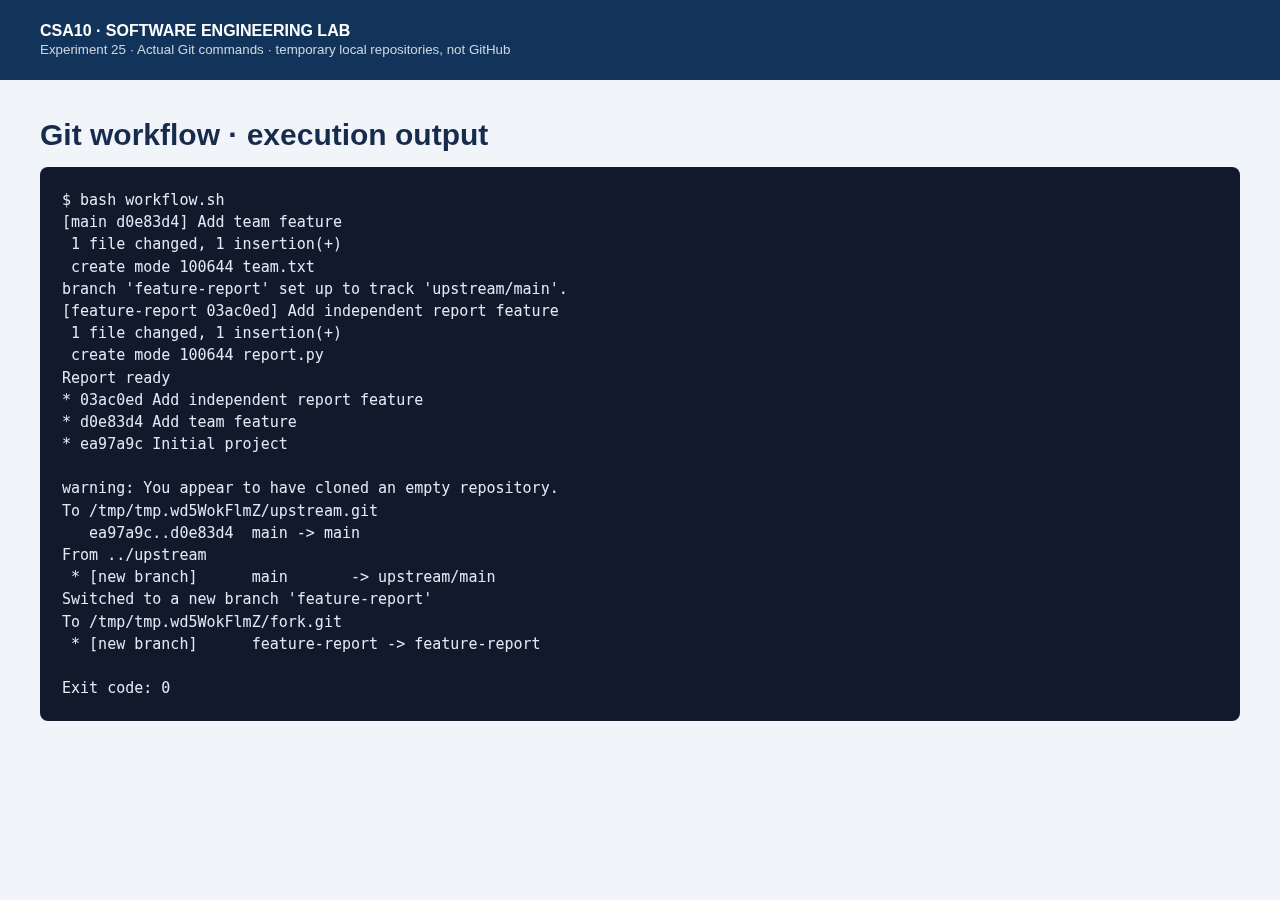 CSA10 · SOFTWARE ENGINEERING LAB
Experiment 25 · Actual Git commands · temporary local repositories, not GitHub
Git workflow · execution output
$ bash workflow.sh
[main d0e83d4] Add team feature
 1 file changed, 1 insertion(+)
 create mode 100644 team.txt
branch 'feature-report' set up to track 'upstream/main'.
[feature-report 03ac0ed] Add independent report feature
 1 file changed, 1 insertion(+)
 create mode 100644 report.py
Report ready
* 03ac0ed Add independent report feature
* d0e83d4 Add team feature
* ea97a9c Initial project
warning: You appear to have cloned an empty repository.
To /tmp/tmp.wd5WokFlmZ/upstream.git
   ea97a9c..d0e83d4  main -> main
From ../upstream
 * [new branch]      main       -> upstream/main
Switched to a new branch 'feature-report'
To /tmp/tmp.wd5WokFlmZ/fork.git
 * [new branch]      feature-report -> feature-report
Exit code: 0